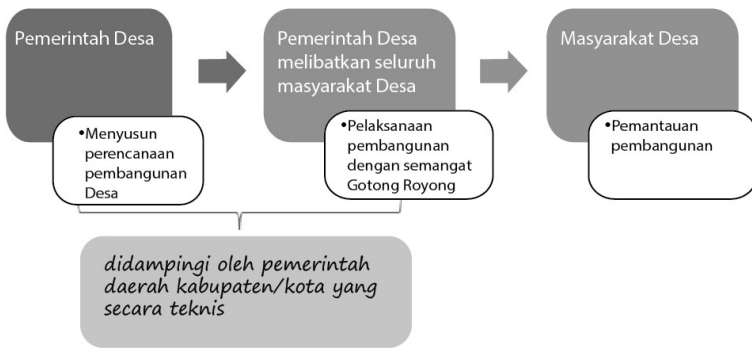 Pemerintah Desa
•Menyusun
perencanaan
pembangunan
Desa
Pemerintah Desa
melibatkan seluruh
masyarakat Desa
•Pelaksanaan
pembangunan
dengan semangat
Gotong Royong
Masyarakat Desa
•Pemantauan
pembangunan
didampingi oleh pemerintah
daerah kabupaten/kota yang
secara teknis